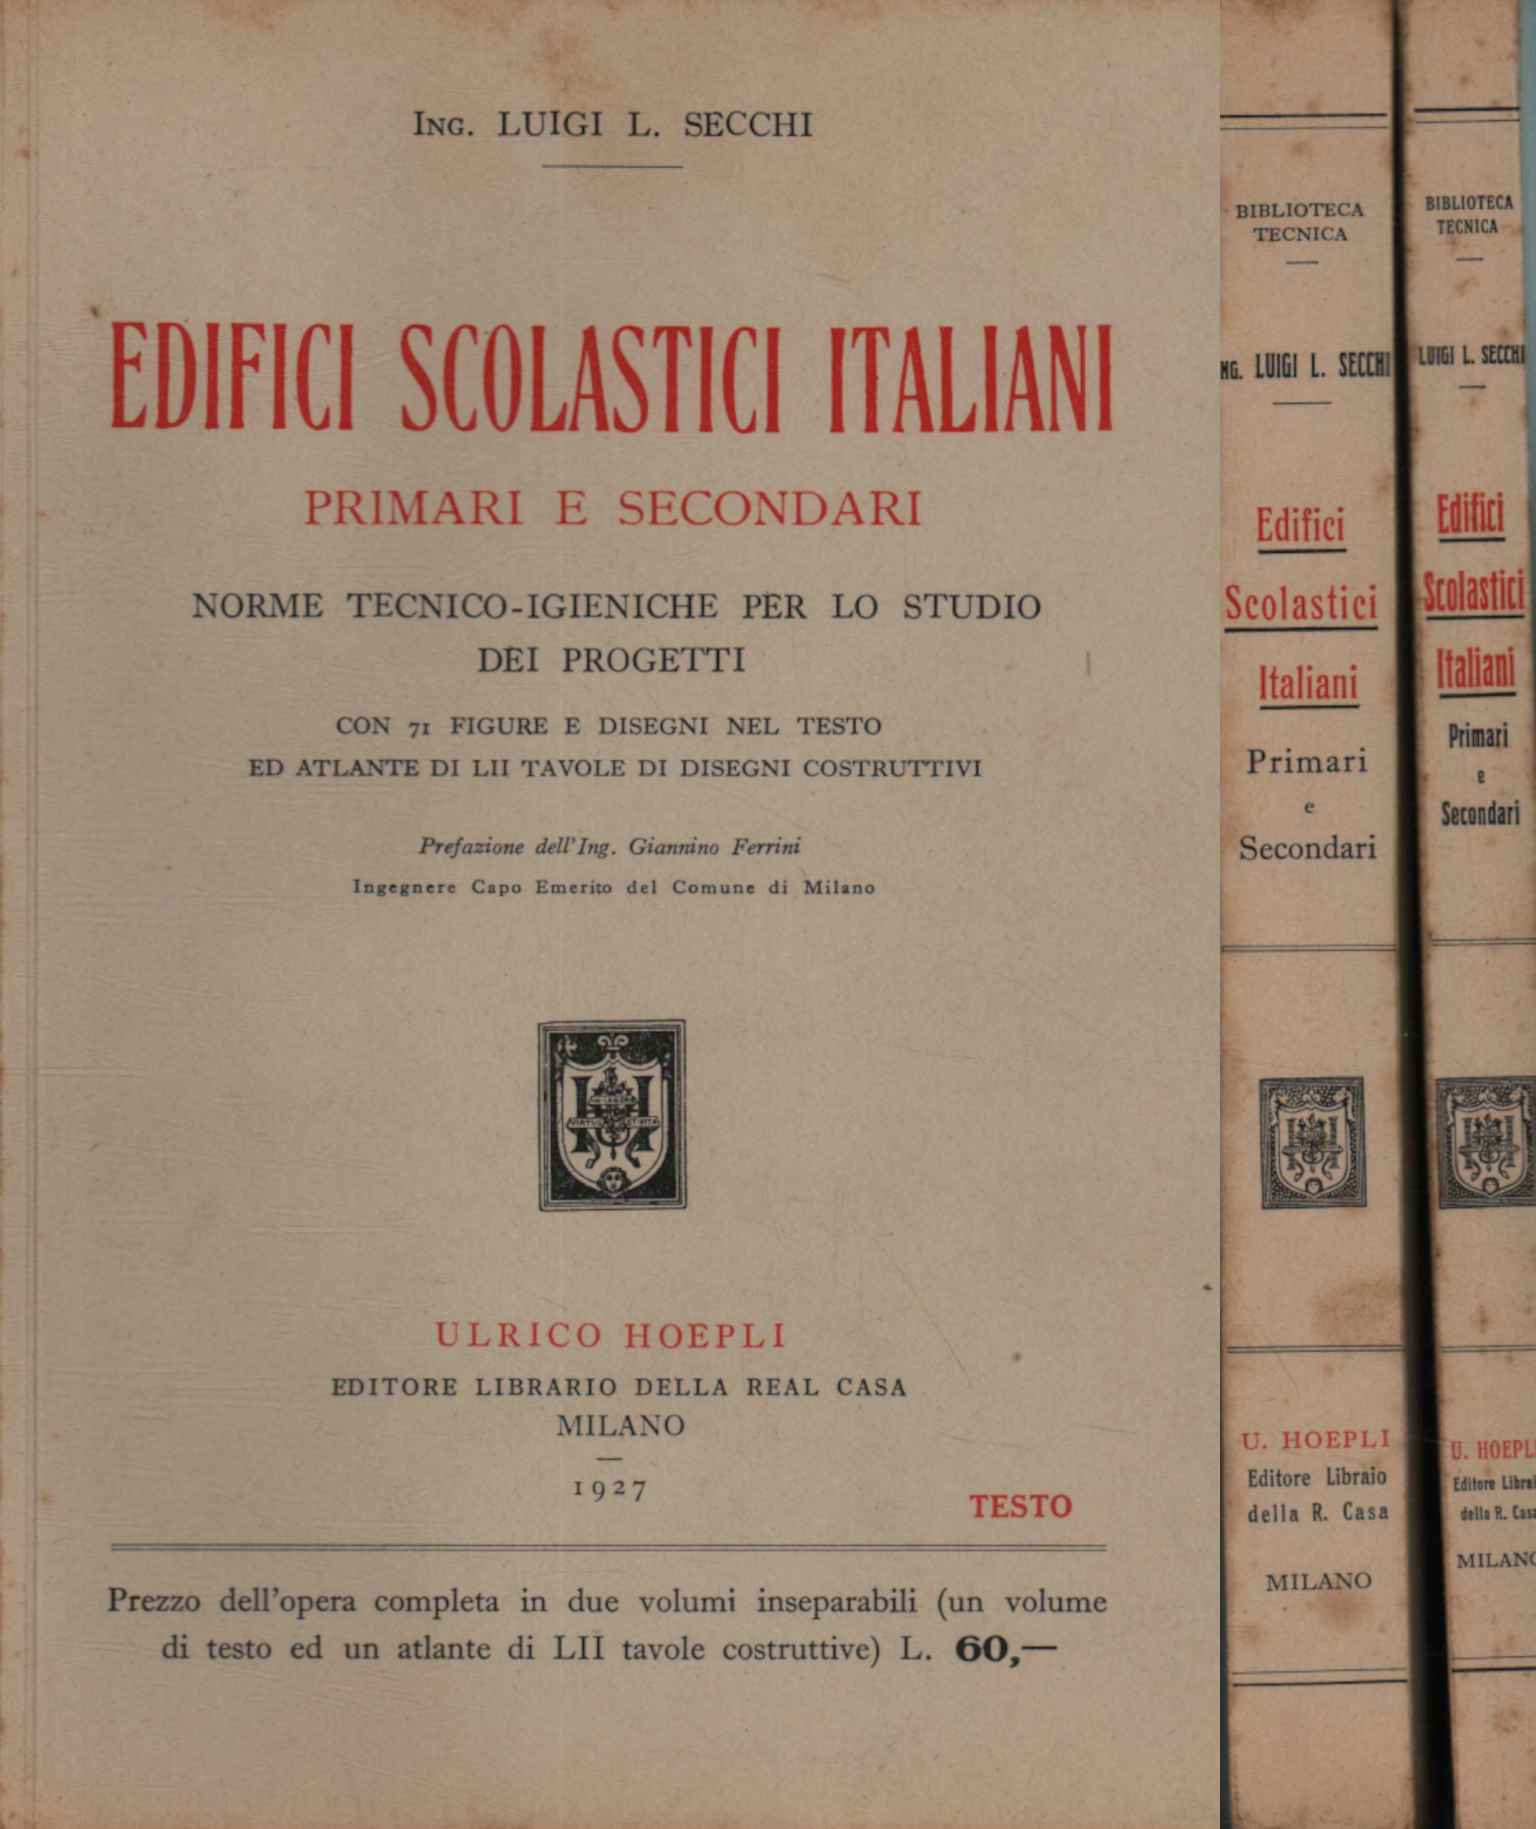 Ing. LUIGI L. SECCHI
EDIFICI SCOLASTICI ITALIANI
PRIMARI E SECONDARI
NORME TECNICO-IGIENICHE PER LO STUDIO
DEI PROGETTI
CON 71 FIGURE E DISEGNI NEL TESTO
ED ATLANTE DI LII TAVOLE DI DISEGNI COSTRUTTIVI
Prefazione dell'Ing. Giannino Ferrini
Ingegnere Capo Emerito del Comune di Milano
ULRICO HOEPLI
EDITORE LIBRARIO DELLA REAL CASA
MILANO
1927
TESTO
Prezzo dell'opera completa in due volumi inseparabili (un volume
di testo ed un atlante di LII tavole costruttive) L. 60,—
BIBLIOTECA
TECNICA
NG. LUIGI L. SECCHI
Edifici
Scolastici
Italiani
Primari
e
Secondari
U. HOEPLI
Editore Libraio
della R. Casa
MILANO
BIBLIOTECA
TECNICA
LUIGI L. SECCHI
Edifici
Scolastici
Italiani
Primari
e
Secondari
U. HOEPLI
Editore Librai
della R. Casa
MILANO